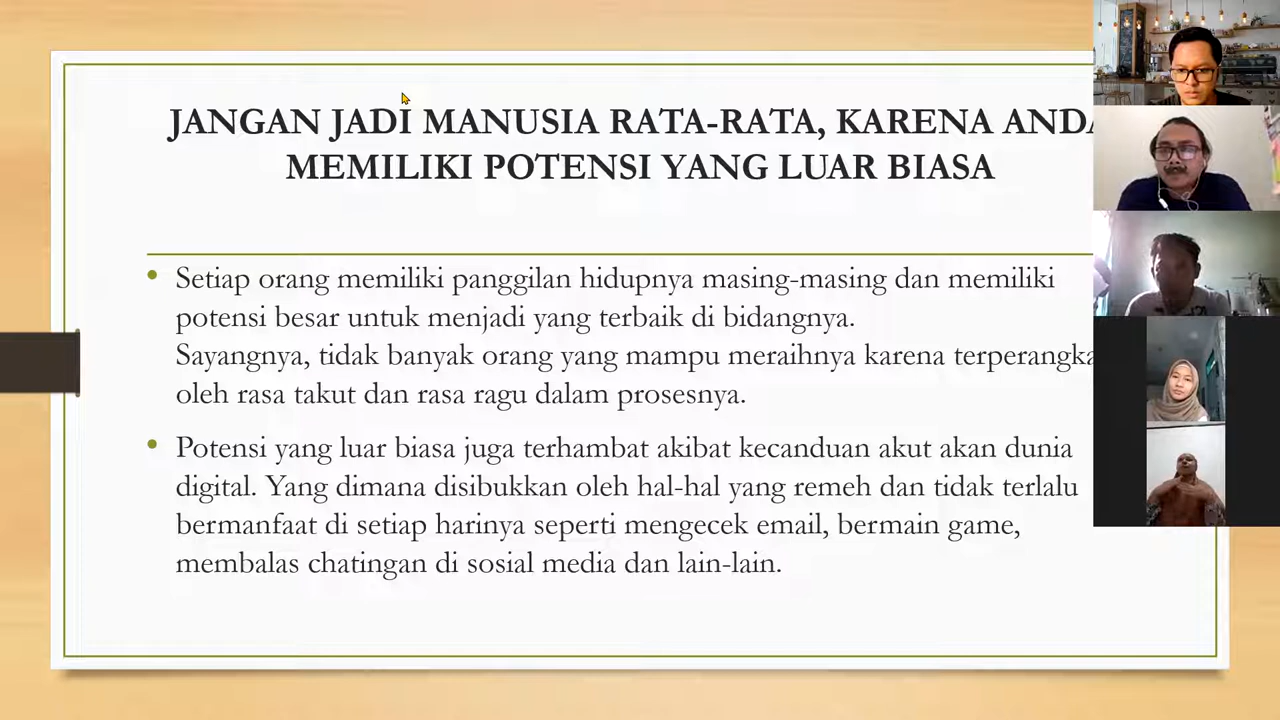 JANGAN JADI MANUSIA RATA-RATA, KARENA ANDA
MEMILIKI POTENSI YANG LUAR BIASA
Setiap orang memiliki panggilan hidupnya masing-masing dan memiliki
potensi besar untuk menjadi yang terbaik di bidangnya.
Sayangnya, tidak banyak orang yang mampu meraihnya karena terperangka
oleh rasa takut dan rasa ragu dalam prosesnya.
Potensi yang luar biasa juga terhambat akibat kecanduan akut akan dunia
digital. Yang dimana disibukkan oleh hal-hal yang remeh dan tidak terlalu
bermanfaat di setiap harinya seperti mengecek email, bermain game,
membalas chatingan di sosial media dan lain-lain.